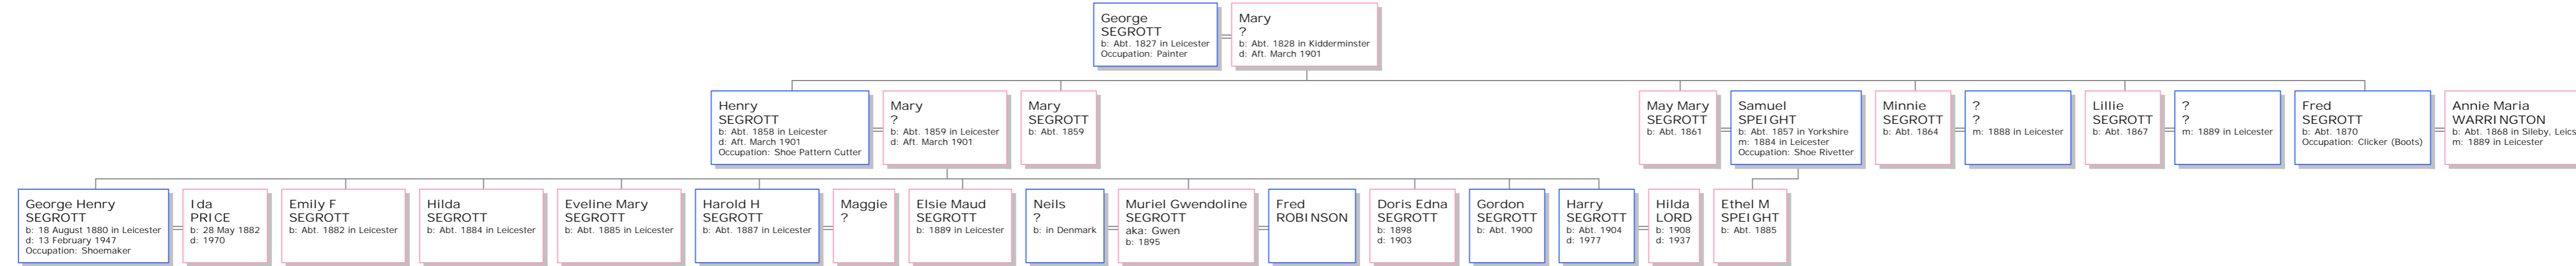 George
SEGROTT
b: Abt. 1827 in Leicester
Occupation: Painter
Mary
?
b: Abt. 1828 in Kidderminster
d: Aft. March 1901
Henry
SEGROTT
b: Abt. 1858 in Leicester
d: Aft. March 1901
Occupation: Shoe Pattern Cutter
Mary
?
b: Abt. 1859 in Leicester
d: Aft. March 1901
Mary
SEGROTT
b: Abt. 1859
May Mary
SEGROTT
b: Abt. 1861
Samuel
SPEIGHT
b: Abt. 1857 in Yorkshire
m: 1884 in Leicester
Occupation: Shoe Rivetter
Minnie
SEGROTT
b: Abt. 1864
?
?
m: 1888 in Leicester
Lillie
SEGROTT
b: Abt. 1867
?
?
m: 1889 in Leicester
Fred
SEGROTT
b: Abt. 1870
Occupation: Clicker (Boots)
Annie Maria
WARRINGTON
b: Abt. 1868 in Sileby, Leics
m: 1889 in Leicester
George Henry
SEGROTT
b: 18 August 1880 in Leicester
d: 13 February 1947
Occupation: Shoemaker
Ida
PRICE
b: 28 May 1882
d: 1970
Emily F
SEGROTT
b: Abt. 1882 in Leicester
Hilda
SEGROTT
b: Abt. 1884 in Leicester
Eveline Mary
SEGROTT
b: Abt. 1885 in Leicester
Harold H
SEGROTT
b: Abt. 1887 in Leicester
Maggie
?
Elsie Maud
SEGROTT
b: 1889 in Leicester
Neils
?
b: in Denmark
Muriel Gwendoline
SEGROTT
aka: Gwen
b: 1895
Fred
ROBINSON
Doris Edna
SEGROTT
b: 1898
d: 1903
Gordon
SEGROTT
b: Abt. 1900
Harry
SEGROTT
b: Abt. 1904
d: 1977
Hilda
LORD
b: 1908
d: 1937
Ethel M
SPEIGHT
b: Abt. 1885